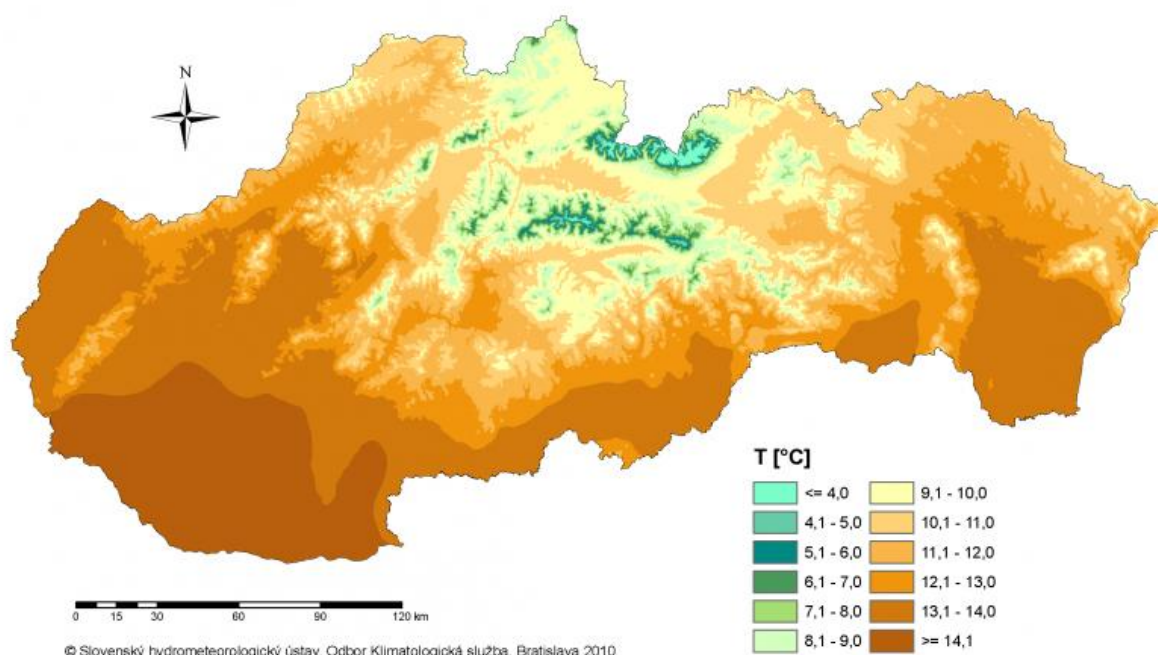 N
T [°C]
<= 4,0
4,1 - 5,0
5,1 - 6,0
6,1 - 7,0
7,1 - 8,0
8,1 - 9,0
9,1 - 10,0
10,1 - 11,0
11,1 - 12,0
12,1 - 13,0
13,1 - 14,0
>= 14,1
0 15 30 60 90 120 km
© Slovenský hydrometeorologický ústav, Odbor Klimatologická služba, Bratislava 2010